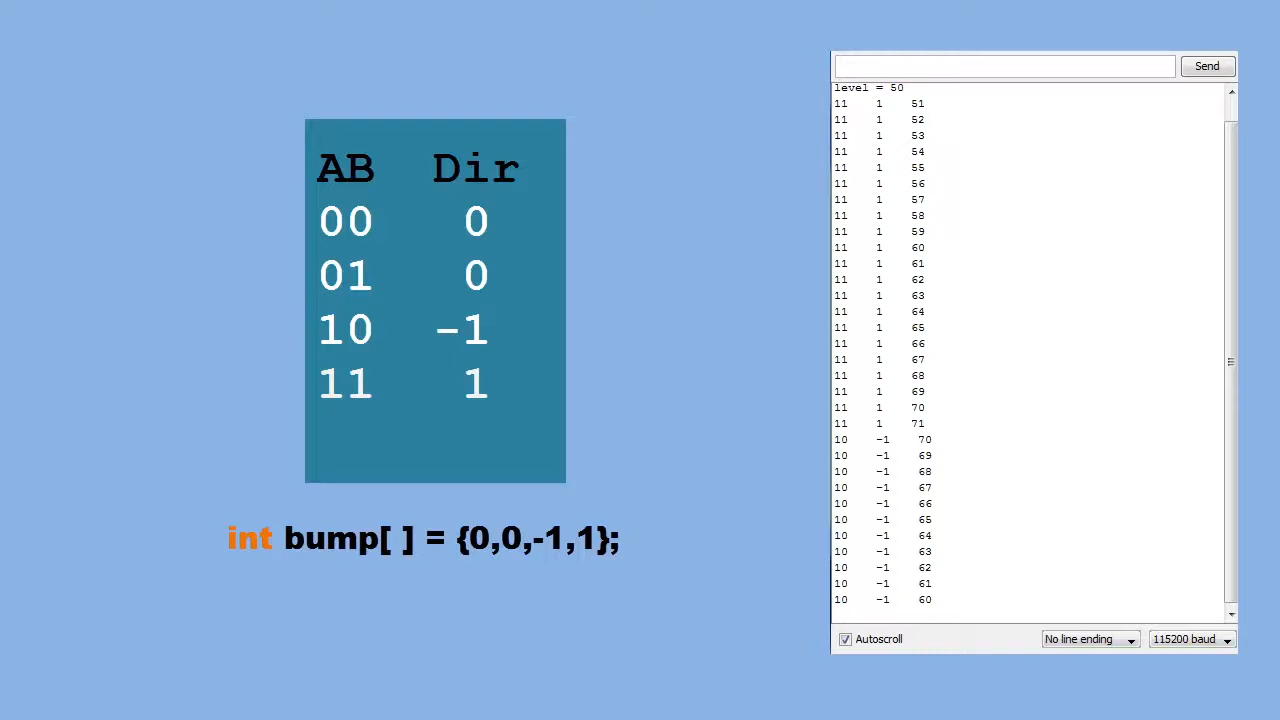 AB Dir
00 0
01 0
10 -1
11 1
int bump[ ] = {0,0,-1,1};
Send
level = 50
11 1 51
11 1 52
11 1 53
11 1 54
11 1 55
11 1 56
11 1 57
11 1 58
11 1 59
11 1 60
11 1 61
11 1 62
11 1 63
11 1 64
11 1 65
11 1 66
11 1 67
11 1 68
11 1 69
11 1 70
11 1 71
10 -1 70
10 -1 69
10 -1 68
10 -1 67
10 -1 66
10 -1 65
10 -1 64
10 -1 63
10 -1 62
10 -1 61
10 -1 60
Autoscroll No line ending 115200 baud